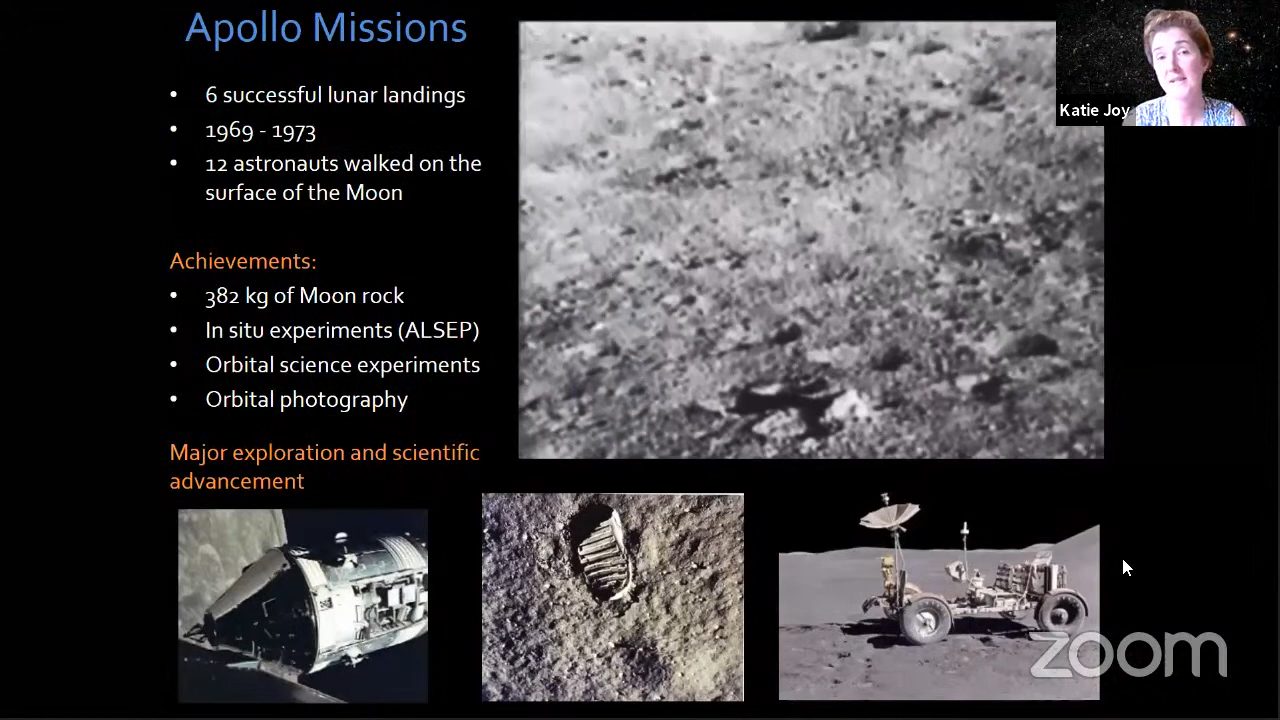 Apollo Missions
• 6 successful lunar landings
• 1969 - 1973
• 12 astronauts walked on the
surface of the Moon
Achievements:
• 382 kg of Moon rock
• In situ experiments (ALSEP)
• Orbital science experiments
• Orbital photography
Major exploration and scientific
advancement
Katie Joy
zoom